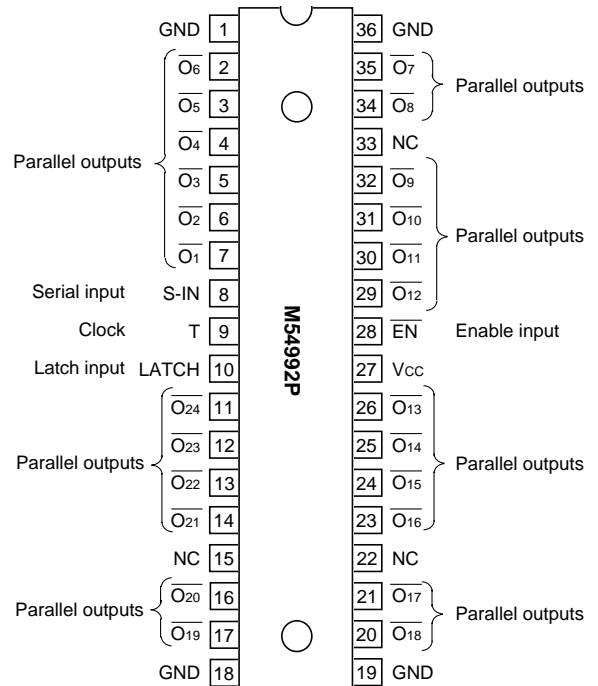 GND 1 36 GND
O6 2 35 O7
O5 3 34 O8
Parallel outputs
O4 4 33 NC
Parallel outputs
O3 5 32 O9
O2 6 31 O10
O1 7 30 O11
Parallel outputs
Serial input S-IN 8 29 O12
Clock T 9 28 EN Enable input
Latch input LATCH 10 27 VCC
M54992P
O24 11 26 O13
O23 12 25 O14
Parallel outputs
Parallel outputs
O22 13 24 O15
O21 14 23 O16
NC 15 22 NC
O20 16 21 O17
Parallel outputs
Parallel outputs
O19 17 20 O18
GND 18 19 GND